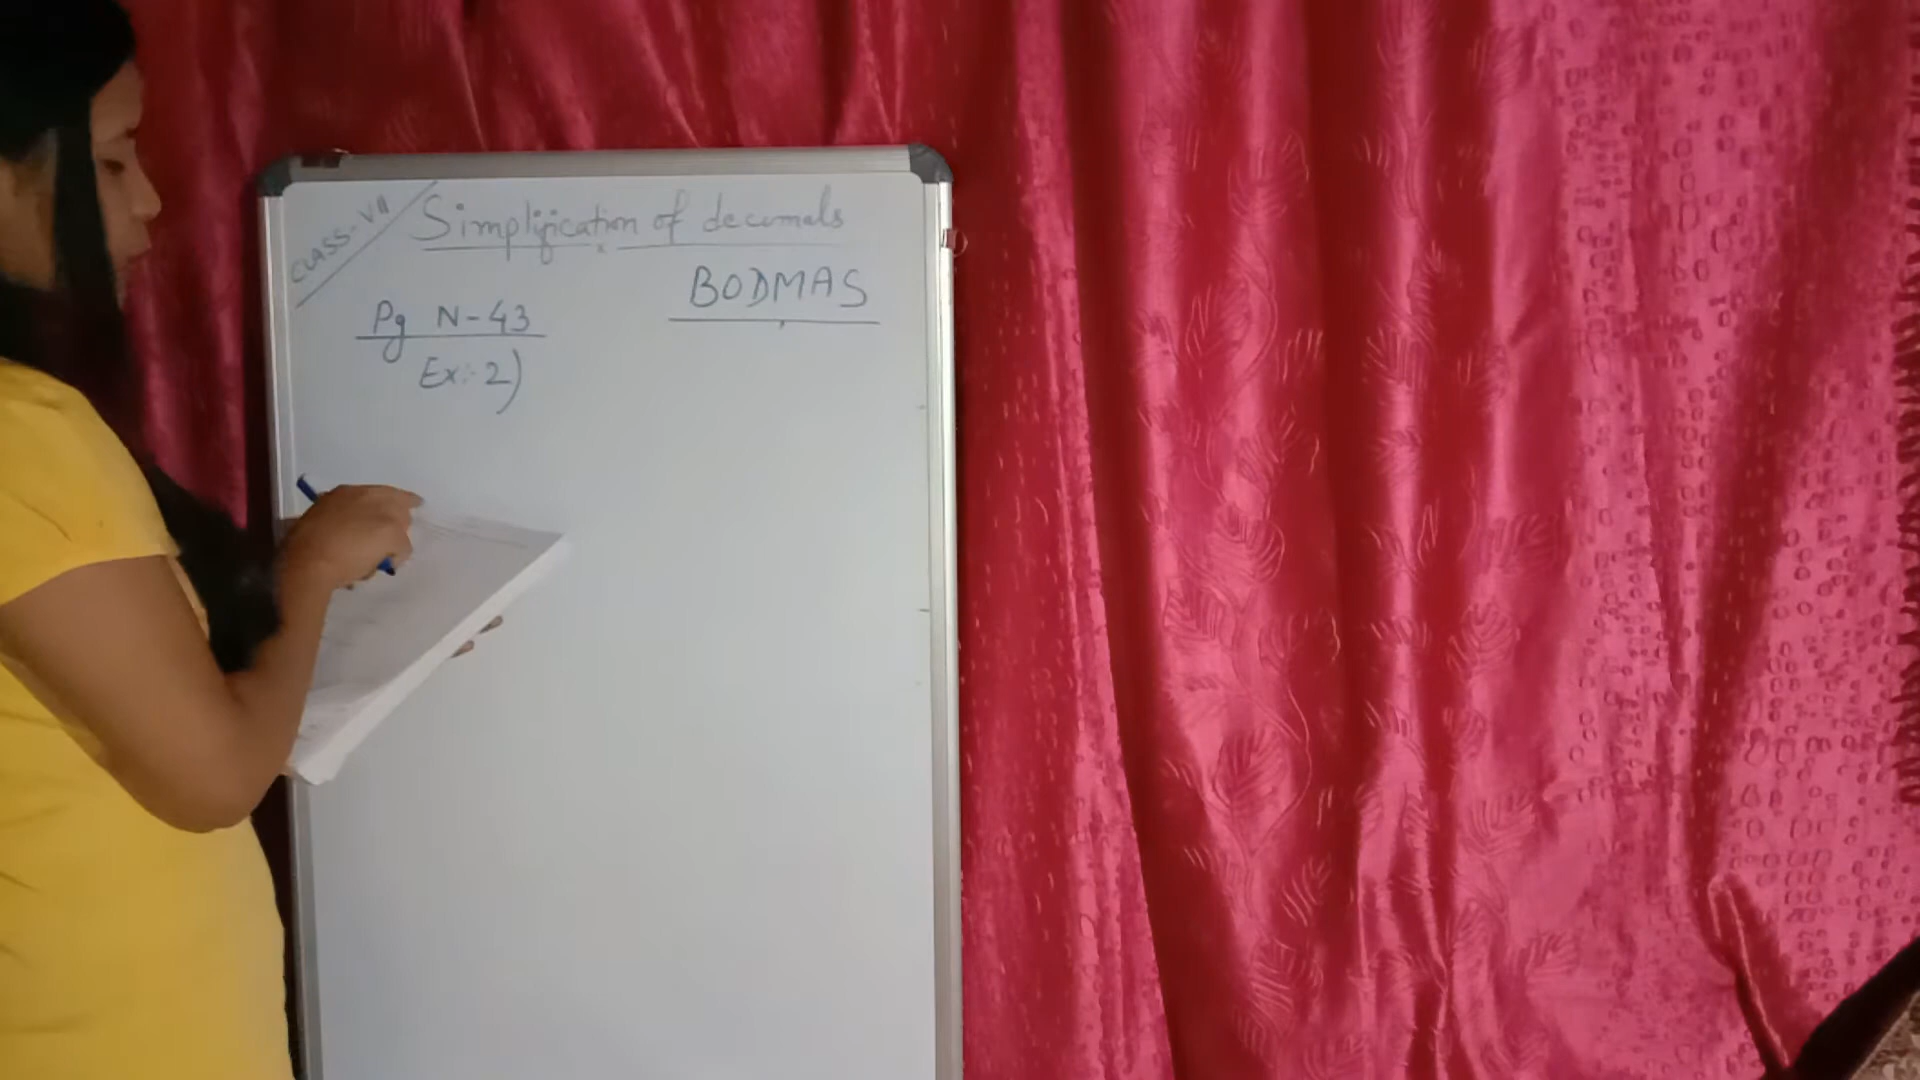 CLASS-VII
Simplification of decimals
BODMAS
Pg N-43
Ex:-2)